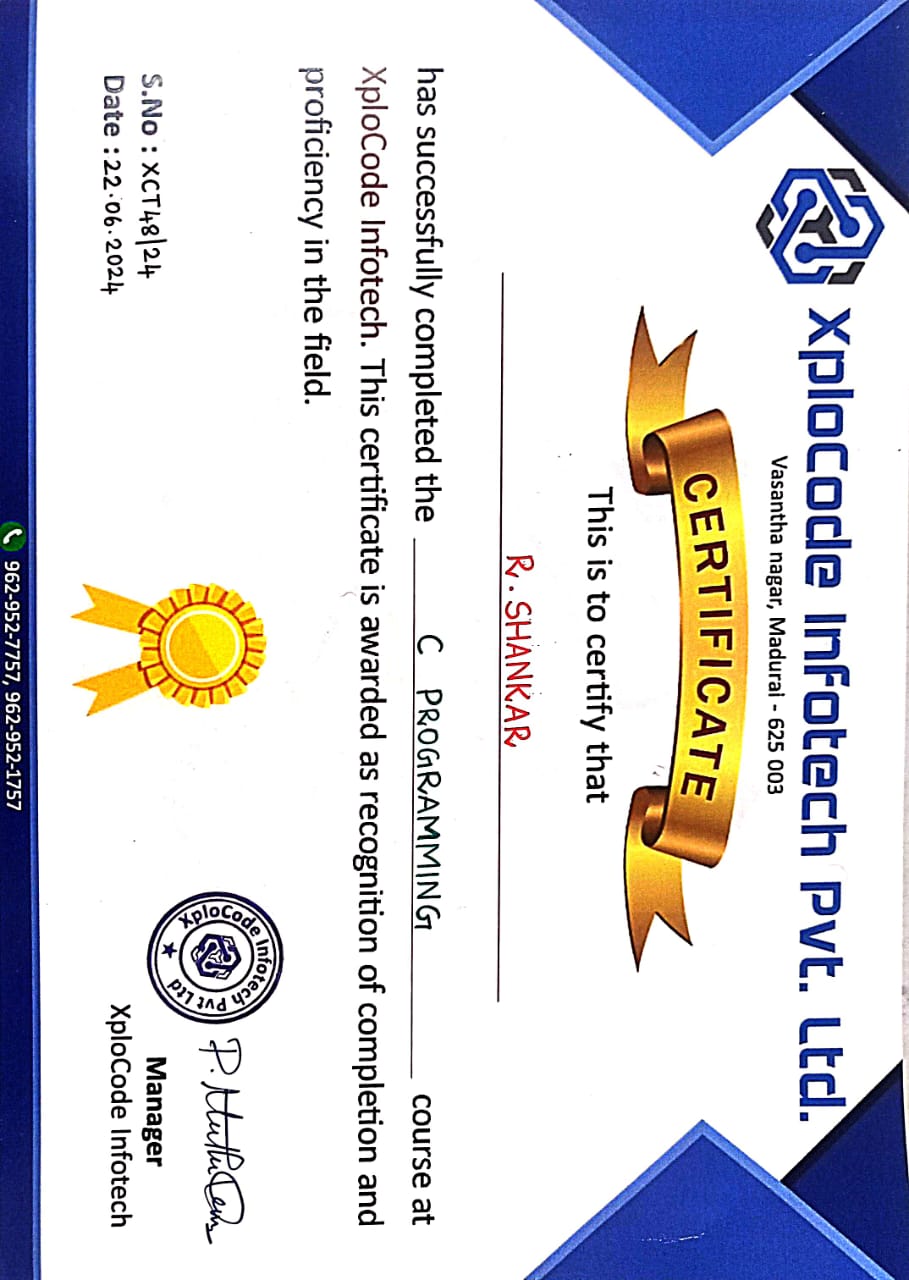 XploCode Infotech Pvt. Ltd.
Vasantha nagar, Madurai - 625 003
CERTIFICATE
This is to certify that
R. SHANKAR
has successfully completed the C PROGRAMMING course at
XploCode Infotech. This certificate is awarded as recognition of completion and
proficiency in the field.
S.No : XCT48/24
Date : 22.06.2024
XploCode Infotech Pvt Ltd
Manager
XploCode Infotech
962-952-7757, 962-952-1757